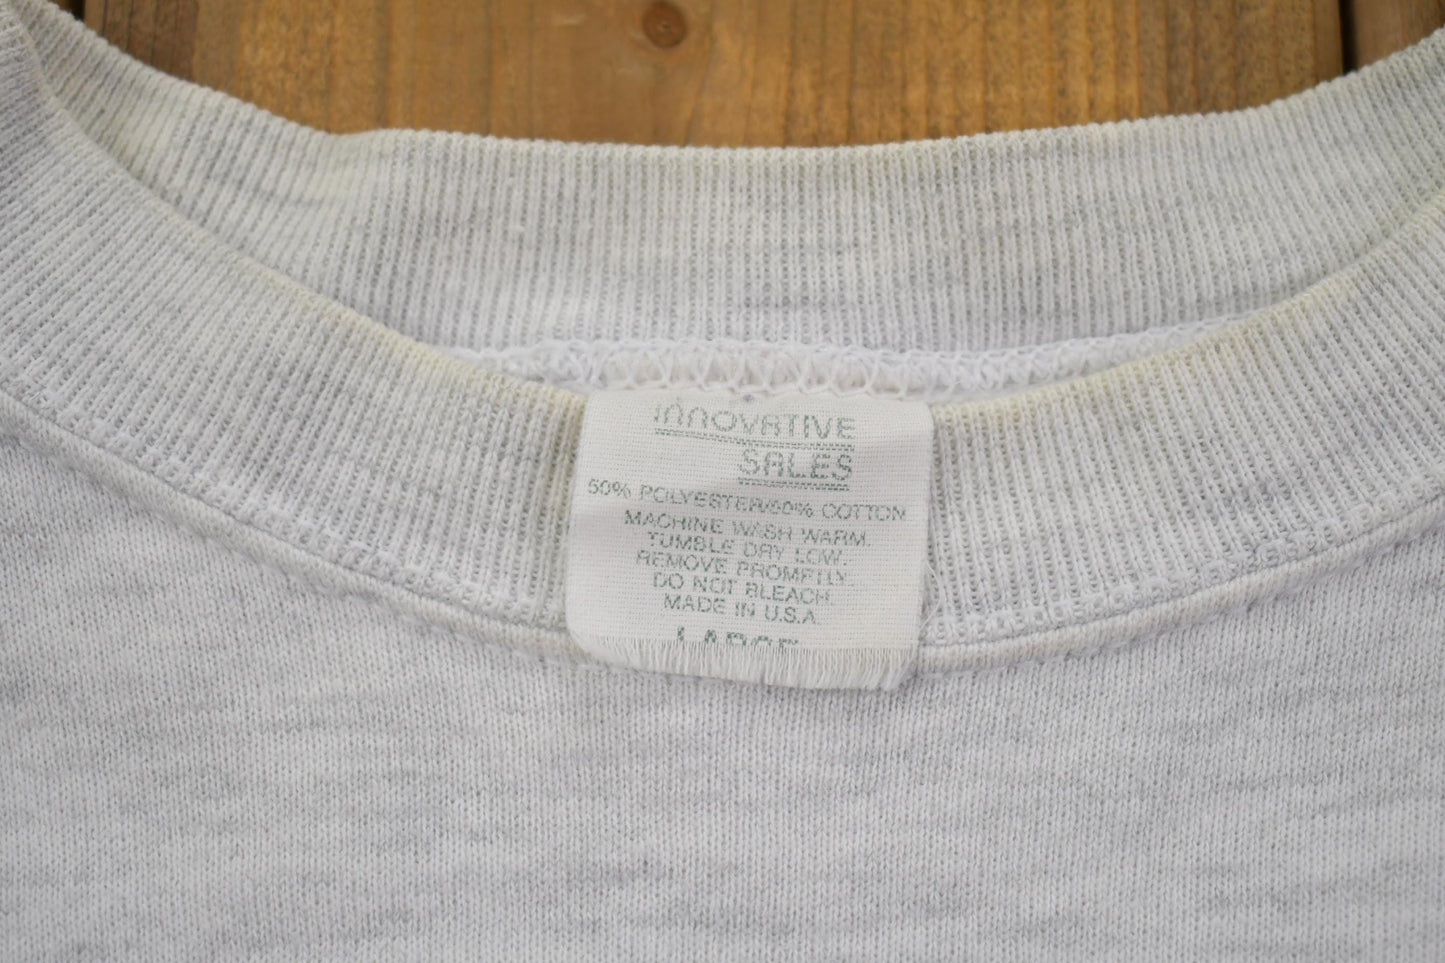 INNOVATIVE
SALES
50% POLYESTER/50% COTTON
MACHINE WASH WARM.
TUMBLE DRY LOW.
REMOVE PROMPTLY.
DO NOT BLEACH.
MADE IN U.S.A.
LARGE